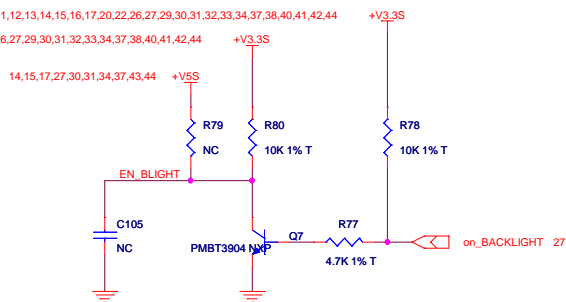 1,12,13,14,15,16,17,20,22,26,27,29,30,31,32,33,34,37,38,40,41,42,44 +V3.3S
6,27,29,30,31,32,33,34,37,38,40,41,42,44 +V3.3S
14,15,17,27,30,31,34,37,43,44 +V5S
R79 R80 R78
NC 10K 1% T 10K 1% T
EN_BLIGHT
C105 R77
NC PMBT3904 NXP Q7 on_BACKLIGHT 27
4.7K 1% T